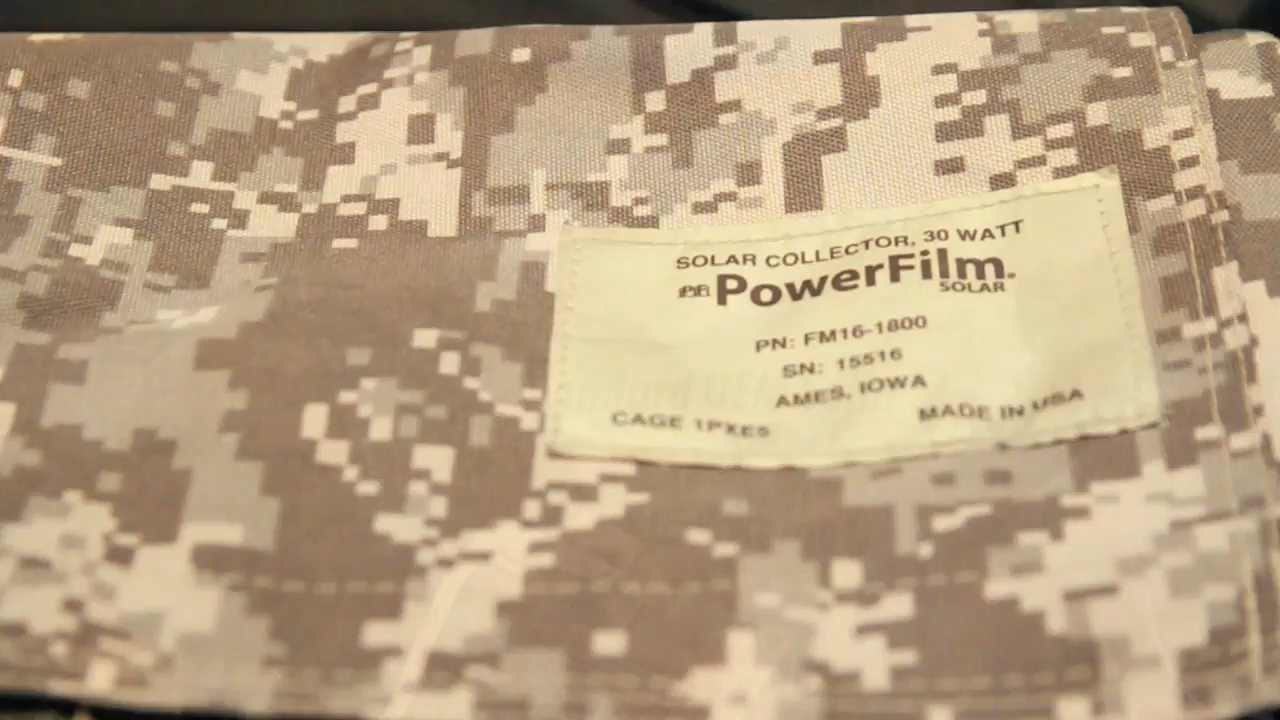 SOLAR COLLECTOR, 30 WATT
PowerFilm.
SOLAR
PN: FM16-1800
SN: 15516
AMES, IOWA
CAGE 1PXE5
MADE IN USA